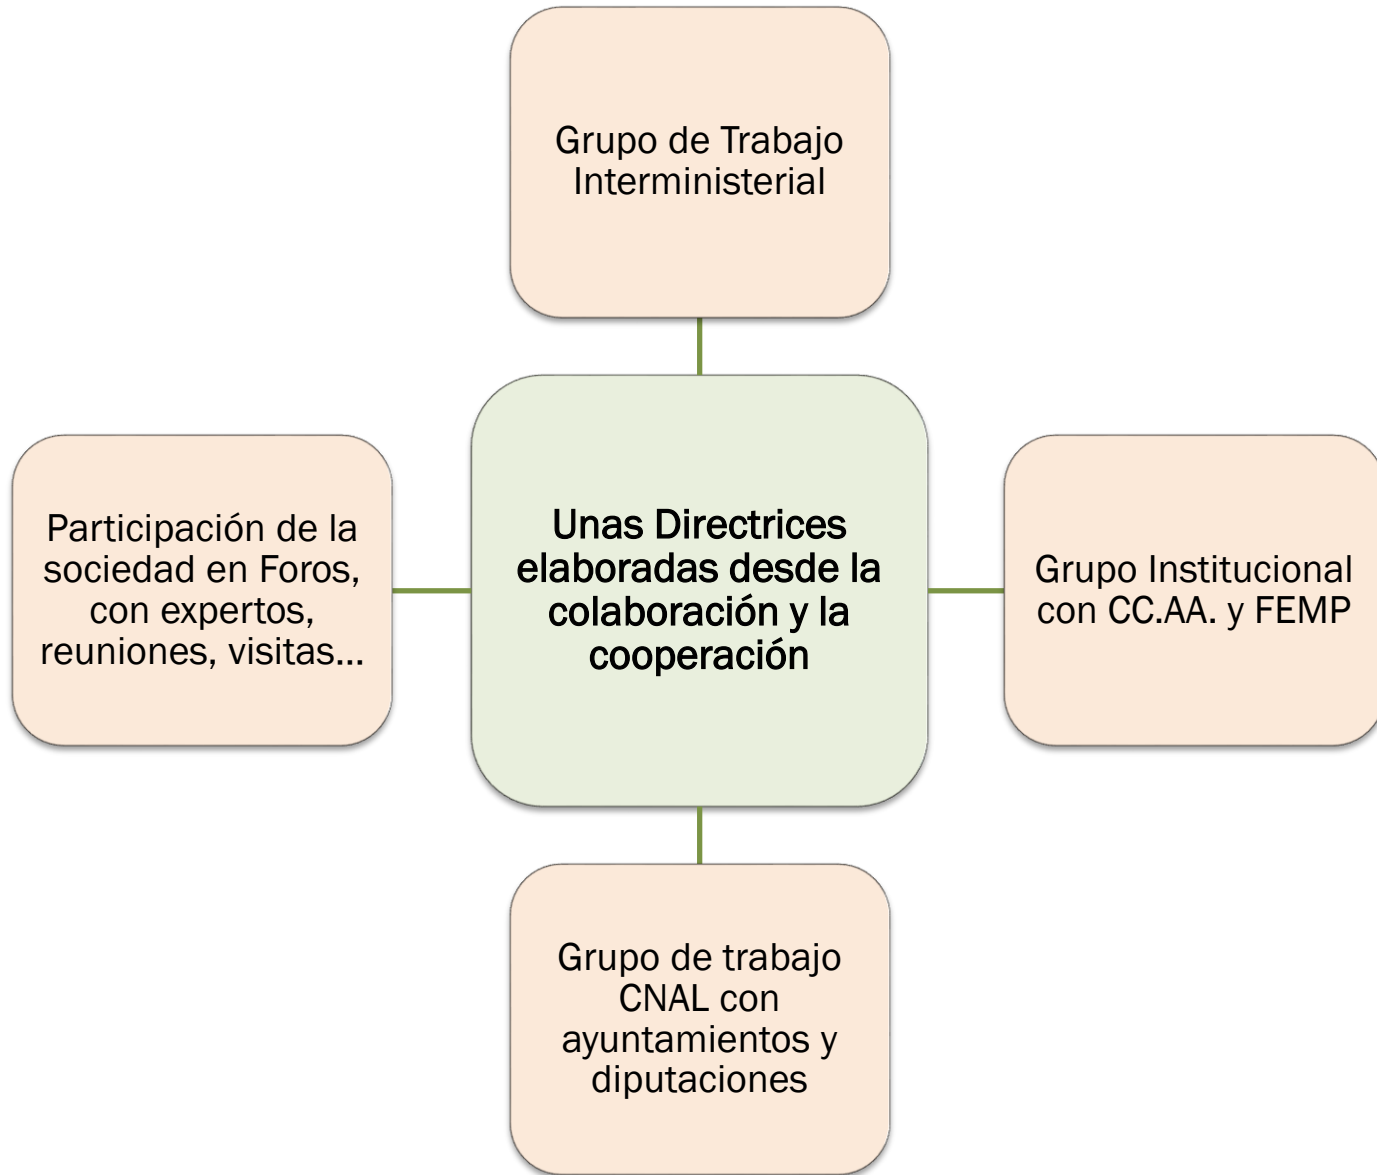 Grupo de Trabajo
Interministerial
Participación de la
sociedad en Foros,
con expertos,
reuniones, visitas...
Unas Directrices
elaboradas desde la
colaboración y la
cooperación
Grupo Institucional
con CC.AA. y FEMP
Grupo de trabajo
CNAL con
ayuntamientos y
diputaciones